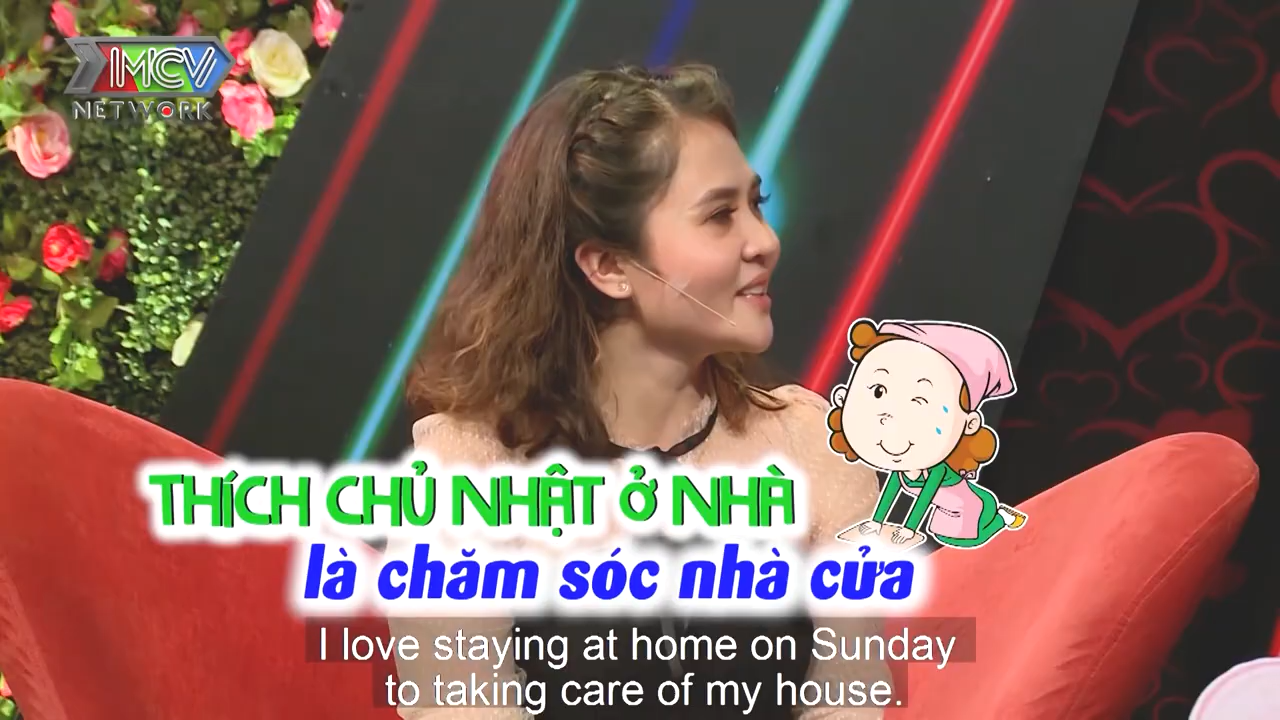 MCV
NETWORK
THÍCH CHỦ NHẬT Ở NHÀ
là chăm sóc nhà cửa
I love staying at home on Sunday
to taking care of my house.